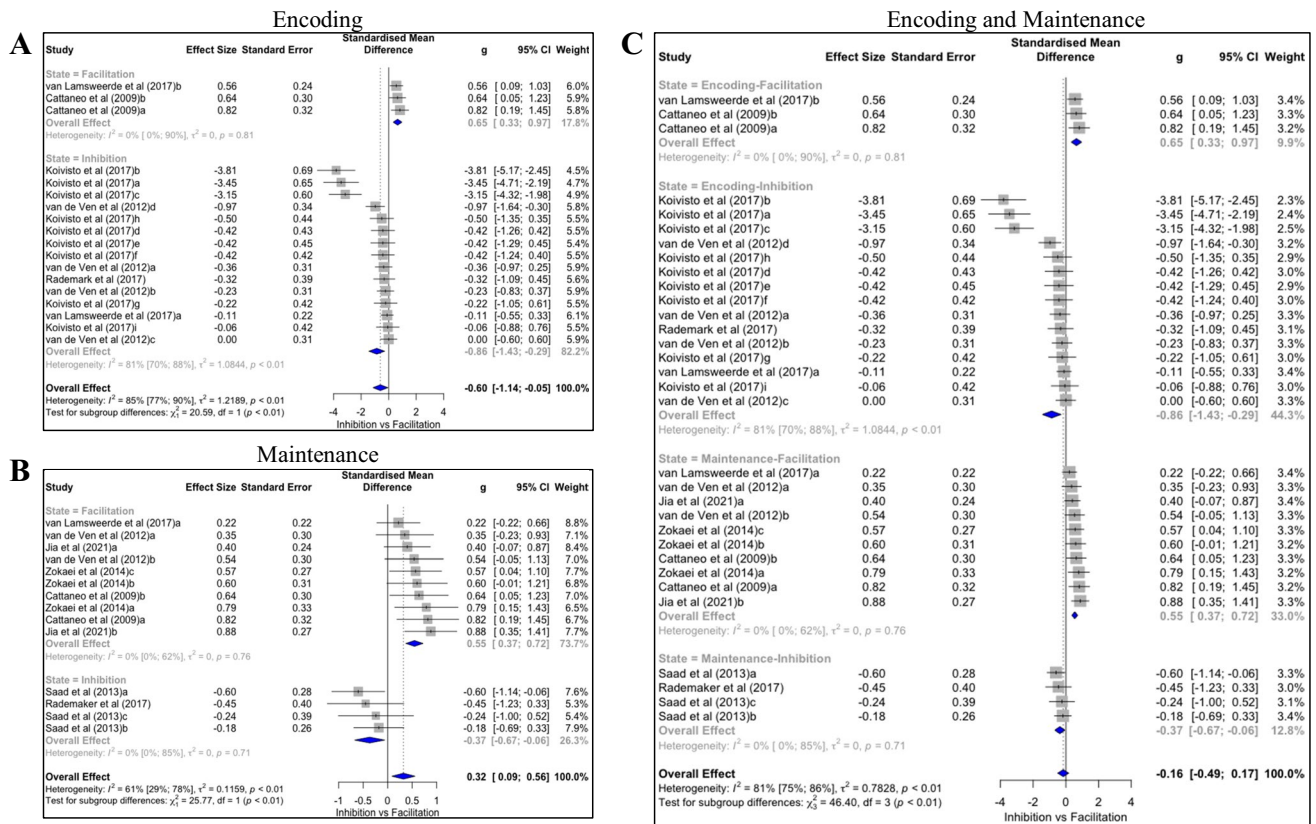 Encoding
A
Study Effect Size Standard Error Standardised Mean Difference g 95% CI Weight
State = Facilitation
van Lamsweerde et al (2017)b 0.56 0.24 0.56 [ 0.09; 1.03] 6.0%
Cattaneo et al (2009)b 0.64 0.30 0.64 [ 0.05; 1.23] 5.9%
Cattaneo et al (2009)a 0.82 0.32 0.82 [ 0.19; 1.45] 5.8%
Overall Effect 0.65 [ 0.33; 0.97] 17.8%
Heterogeneity: I² = 0% [ 0%; 90%], τ² = 0, p = 0.81
State = Inhibition
Koivisto et al (2017)b -3.81 0.69 -3.81 [-5.17; -2.45] 4.5%
Koivisto et al (2017)a -3.45 0.65 -3.45 [-4.71; -2.19] 4.7%
Koivisto et al (2017)c -3.15 0.60 -3.15 [-4.32; -1.98] 4.9%
van de Ven et al (2012)d -0.97 0.34 -0.97 [-1.64; -0.30] 5.8%
Koivisto et al (2017)h -0.50 0.44 -0.50 [-1.35; 0.35] 5.5%
Koivisto et al (2017)d -0.42 0.43 -0.42 [-1.26; 0.42] 5.5%
Koivisto et al (2017)e -0.42 0.45 -0.42 [-1.29; 0.45] 5.4%
Koivisto et al (2017)f -0.42 0.42 -0.42 [-1.24; 0.40] 5.5%
van de Ven et al (2012)a -0.36 0.31 -0.36 [-0.97; 0.25] 5.8%
Rademark et al (2017) -0.32 0.39 -0.32 [-1.09; 0.45] 5.6%
van de Ven et al (2012)b -0.23 0.31 -0.23 [-0.83; 0.37] 5.9%
Koivisto et al (2017)g -0.22 0.42 -0.22 [-1.05; 0.61] 5.5%
van Lamsweerde et al (2017)a -0.11 0.22 -0.11 [-0.55; 0.33] 6.1%
Koivisto et al (2017)i -0.06 0.42 -0.06 [-0.88; 0.76] 5.5%
van de Ven et al (2012)c 0.00 0.31 0.00 [-0.60; 0.60] 5.9%
Overall Effect -0.86 [-1.43; -0.29] 82.2%
Heterogeneity: I² = 81% [70%; 88%], τ² = 1.0844, p < 0.01
Overall Effect -0.60 [-1.14; -0.05] 100.0%
Heterogeneity: I² = 85% [77%; 90%], τ² = 1.2189, p < 0.01
Test for subgroup differences: χ²₁ = 20.59, df = 1 (p < 0.01)
-4 -2 0 2 4
Inhibition vs Facilitation
Maintenance
B
Study Effect Size Standard Error Standardised Mean Difference g 95% CI Weight
State = Facilitation
van Lamsweerde et al (2017)a 0.22 0.22 0.22 [-0.22; 0.66] 8.8%
van de Ven et al (2012)a 0.35 0.30 0.35 [-0.23; 0.93] 7.1%
Jia et al (2021)a 0.40 0.24 0.40 [-0.07; 0.87] 8.4%
van de Ven et al (2012)b 0.54 0.30 0.54 [-0.05; 1.13] 7.0%
Zokaei et al (2014)c 0.57 0.27 0.57 [ 0.04; 1.10] 7.7%
Zokaei et al (2014)b 0.60 0.31 0.60 [-0.01; 1.21] 6.8%
Cattaneo et al (2009)b 0.64 0.30 0.64 [ 0.05; 1.23] 7.0%
Zokaei et al (2014)a 0.79 0.33 0.79 [ 0.15; 1.43] 6.5%
Cattaneo et al (2009)a 0.82 0.32 0.82 [ 0.19; 1.45] 6.6%
Jia et al (2021)b 0.88 0.27 0.88 [ 0.35; 1.41] 7.7%
Overall Effect 0.55 [ 0.37; 0.72] 73.7%
Heterogeneity: I² = 0% [0%; 62%], τ² = 0, p = 0.76
State = Inhibition
Saad et al (2013)a -0.60 0.28 -0.60 [-1.14; -0.06] 7.6%
Rademaker et al (2017) -0.45 0.40 -0.45 [-1.23; 0.33] 5.3%
Saad et al (2013)c -0.24 0.39 -0.24 [-1.00; 0.52] 5.4%
Saad et al (2013)b -0.18 0.26 -0.18 [-0.69; 0.33] 7.9%
Overall Effect -0.37 [-0.67; -0.06] 26.3%
Heterogeneity: I² = 0% [0%; 85%], τ² = 0, p = 0.71
Overall Effect 0.32 [ 0.09; 0.56] 100.0%
Heterogeneity: I² = 61% [29%; 78%], τ² = 0.1159, p < 0.01
Test for subgroup differences: χ²₁ = 25.77, df = 1 (p < 0.01)
-1 -0.5 0 0.5 1
Inhibition vs Facilitation
Encoding and Maintenance
C
Study Effect Size Standard Error Standardised Mean Difference g 95% CI Weight
State = Encoding-Facilitation
van Lamsweerde et al (2017)b 0.56 0.24 0.56 [ 0.09; 1.03] 3.4%
Cattaneo et al (2009)b 0.64 0.30 0.64 [ 0.05; 1.23] 3.3%
Cattaneo et al (2009)a 0.82 0.32 0.82 [ 0.19; 1.45] 3.2%
Overall Effect 0.65 [ 0.33; 0.97] 9.9%
Heterogeneity: I² = 0% [ 0%; 90%], τ² = 0, p = 0.81
State = Encoding-Inhibition
Koivisto et al (2017)b -3.81 0.69 -3.81 [-5.17; -2.45] 2.3%
Koivisto et al (2017)a -3.45 0.65 -3.45 [-4.71; -2.19] 2.4%
Koivisto et al (2017)c -3.15 0.60 -3.15 [-4.32; -1.98] 2.5%
van de Ven et al (2012)d -0.97 0.34 -0.97 [-1.64; -0.30] 3.2%
Koivisto et al (2017)h -0.50 0.44 -0.50 [-1.35; 0.35] 2.9%
Koivisto et al (2017)d -0.42 0.43 -0.42 [-1.26; 0.42] 2.9%
Koivisto et al (2017)e -0.42 0.45 -0.42 [-1.29; 0.45] 2.9%
Koivisto et al (2017)f -0.42 0.42 -0.42 [-1.24; 0.40] 2.9%
van de Ven et al (2012)a -0.36 0.31 -0.36 [-0.97; 0.25] 3.2%
Rademark et al (2017) -0.32 0.39 -0.32 [-1.09; 0.45] 3.0%
van de Ven et al (2012)b -0.23 0.31 -0.23 [-0.83; 0.37] 3.2%
Koivisto et al (2017)g -0.22 0.42 -0.22 [-1.05; 0.61] 2.9%
van Lamsweerde et al (2017)a -0.11 0.22 -0.11 [-0.55; 0.33] 3.4%
Koivisto et al (2017)i -0.06 0.42 -0.06 [-0.88; 0.76] 2.9%
van de Ven et al (2012)c 0.00 0.31 0.00 [-0.60; 0.60] 3.2%
Overall Effect -0.86 [-1.43; -0.29] 44.3%
Heterogeneity: I² = 81% [70%; 88%], τ² = 1.0844, p < 0.01
State = Maintenance-Facilitation
van Lamsweerde et al (2017)a 0.22 0.22 0.22 [-0.22; 0.66] 3.4%
van de Ven et al (2012)a 0.35 0.30 0.35 [-0.23; 0.93] 3.3%
Jia et al (2021)a 0.40 0.24 0.40 [-0.07; 0.87] 3.4%
van de Ven et al (2012)b 0.54 0.30 0.54 [-0.05; 1.13] 3.3%
Zokaei et al (2014)c 0.57 0.27 0.57 [ 0.04; 1.10] 3.3%
Zokaei et al (2014)b 0.60 0.31 0.60 [-0.01; 1.21] 3.2%
Cattaneo et al (2009)b 0.64 0.30 0.64 [ 0.05; 1.23] 3.3%
Zokaei et al (2014)a 0.79 0.33 0.79 [ 0.15; 1.43] 3.2%
Cattaneo et al (2009)a 0.82 0.32 0.82 [ 0.19; 1.45] 3.2%
Jia et al (2021)b 0.88 0.27 0.88 [ 0.35; 1.41] 3.3%
Overall Effect 0.55 [ 0.37; 0.72] 33.0%
Heterogeneity: I² = 0% [ 0%; 62%], τ² = 0, p = 0.76
State = Maintenance-Inhibition
Saad et al (2013)a -0.60 0.28 -0.60 [-1.14; -0.06] 3.3%
Rademaker et al (2017) -0.45 0.40 -0.45 [-1.23; 0.33] 3.0%
Saad et al (2013)c -0.24 0.39 -0.24 [-1.00; 0.52] 3.1%
Saad et al (2013)b -0.18 0.26 -0.18 [-0.69; 0.33] 3.4%
Overall Effect -0.37 [-0.67; -0.06] 12.8%
Heterogeneity: I² = 0% [ 0%; 85%], τ² = 0, p = 0.71
Overall Effect -0.16 [-0.49; 0.17] 100.0%
Heterogeneity: I² = 81% [75%; 86%], τ² = 0.7828, p < 0.01
Test for subgroup differences: χ²₃ = 46.40, df = 3 (p < 0.01)
-4 -2 0 2 4
Inhibition vs Facilitation